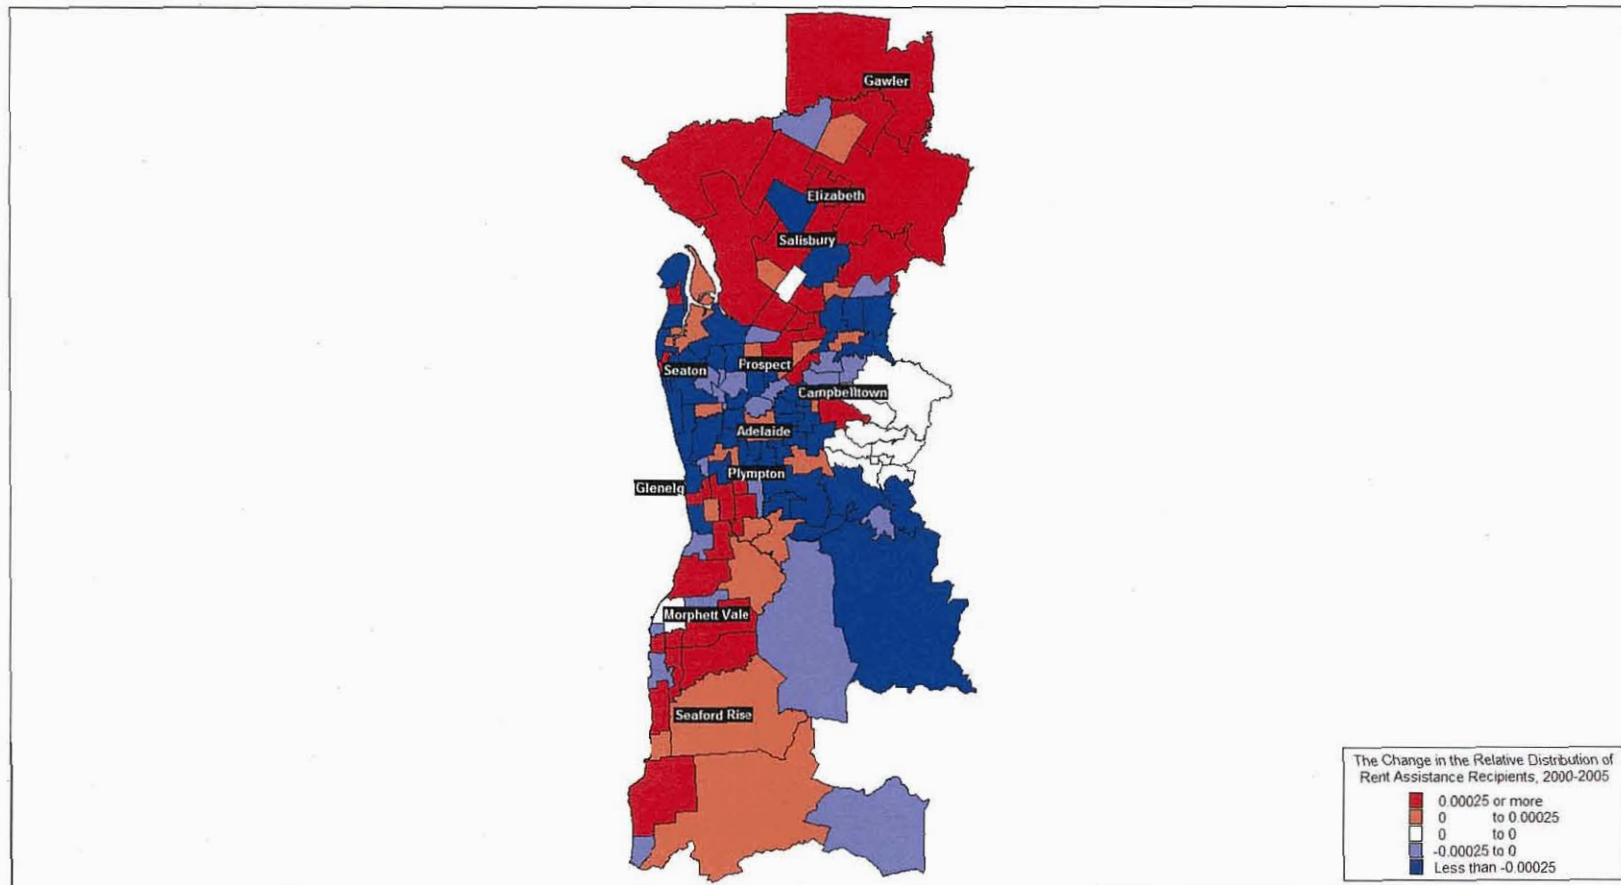 Gawler
Elizabeth
Salisbury
Prospect
Seaton
Campbelltown
Adelaide
Plympton
Glenelg
Morphett Vale
Seaford Rise
The Change in the Relative Distribution of
Rent Assistance Recipients, 2000-2005
0.00025 or more
0 to 0.00025
0 to 0
-0.00025 to 0
Less than -0.00025